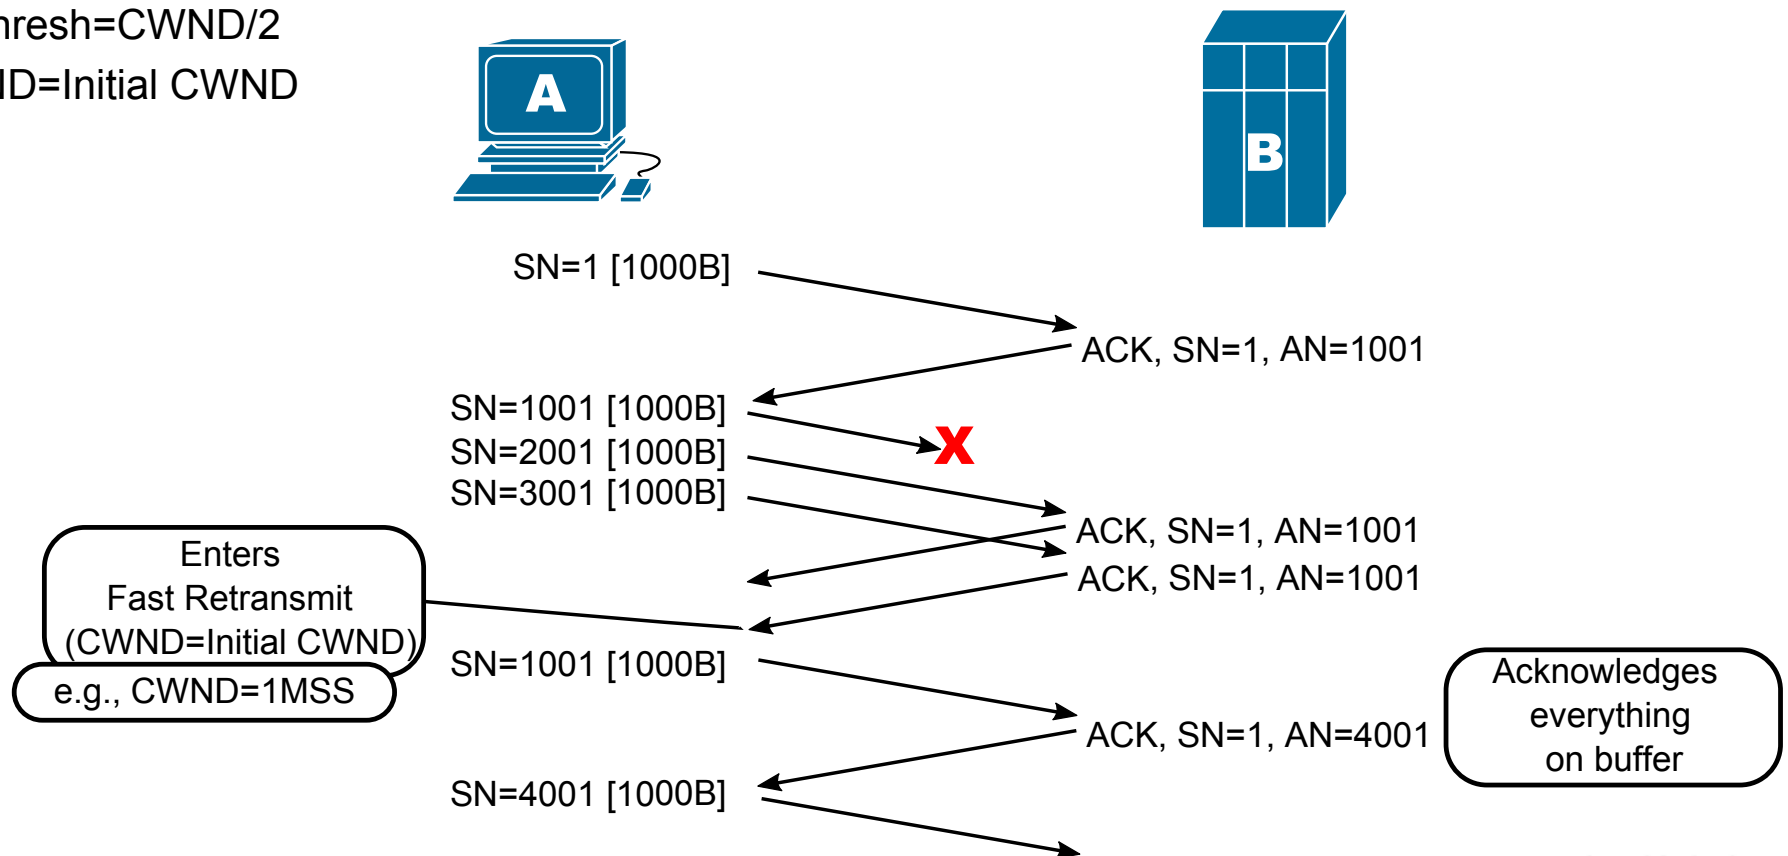 hresh=CWND/2
ND=Initial CWND
A
B
SN=1 [1000B]
ACK, SN=1, AN=1001
SN=1001 [1000B]
X
SN=2001 [1000B]
SN=3001 [1000B]
ACK, SN=1, AN=1001
ACK, SN=1, AN=1001
Enters
Fast Retransmit
(CWND=Initial CWND)
e.g., CWND=1MSS
SN=1001 [1000B]
ACK, SN=1, AN=4001
Acknowledges
everything
on buffer
SN=4001 [1000B]